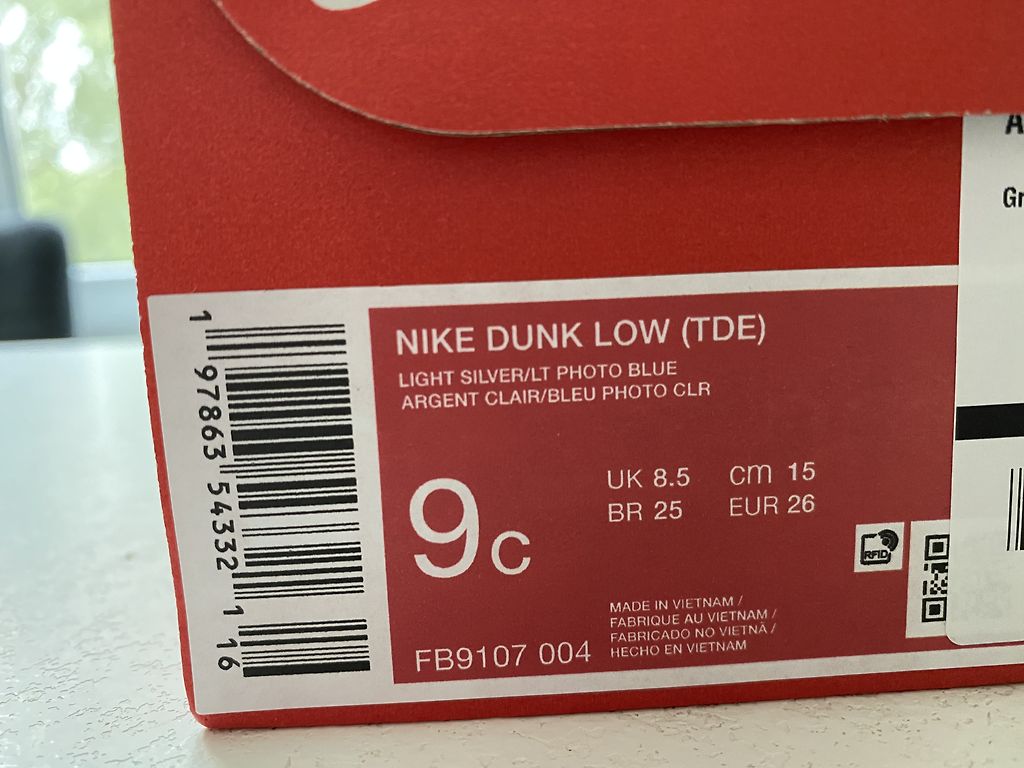 NIKE DUNK LOW (TDE)
LIGHT SILVER/LT PHOTO BLUE
ARGENT CLAIR/BLEU PHOTO CLR
9C
UK 8.5 cm 15
BR 25 EUR 26
RFID
MADE IN VIETNAM /
FABRIQUE AU VIETNAM /
FABRICADO NO VIETNÃ /
HECHO EN VIETNAM
FB9107 004
1 97863 54332 1 16